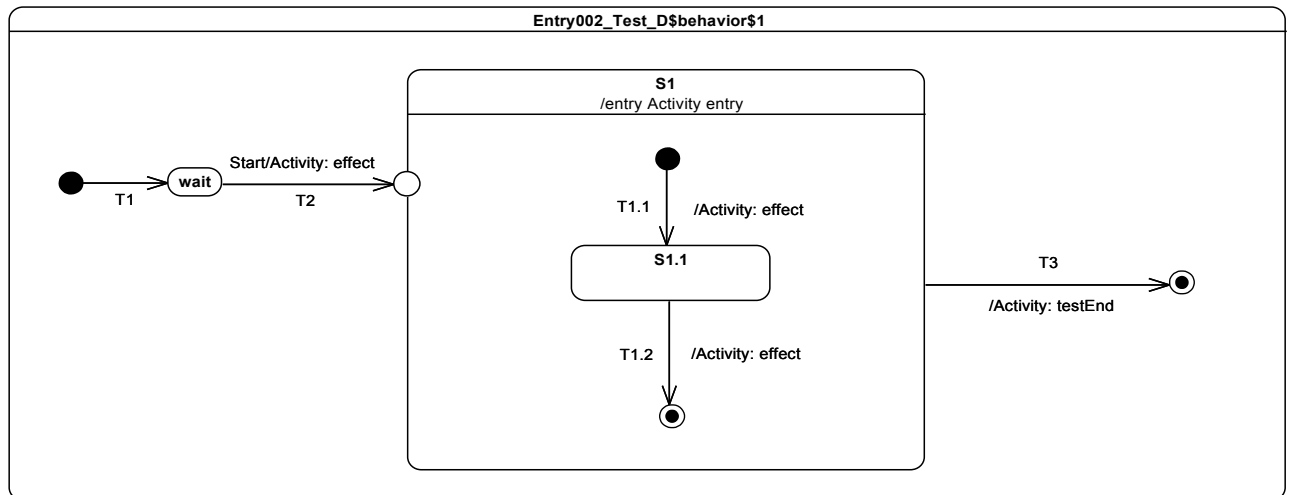 Entry002_Test_D$behavior$1
S1
/entry Activity entry
Start/Activity: effect
wait
T1
T2
T1.1
/Activity: effect
S1.1
T3
/Activity: testEnd
T1.2
/Activity: effect